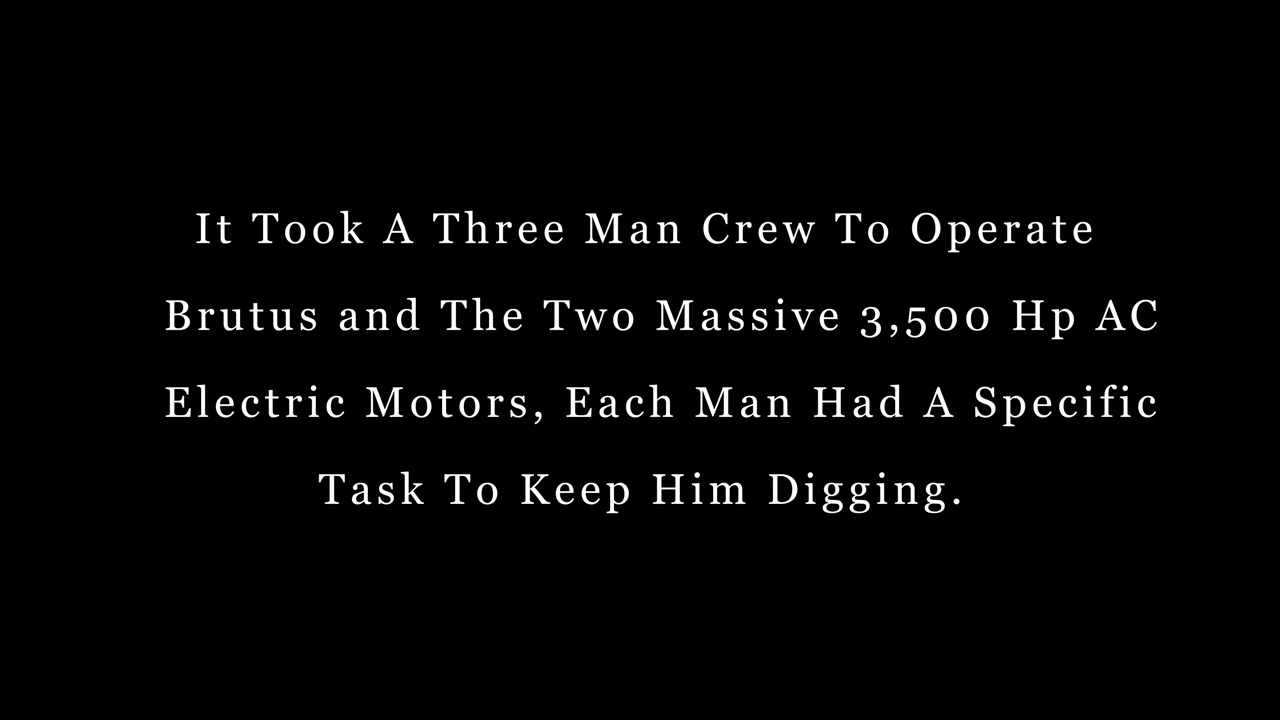 It Took A Three Man Crew To Operate
Brutus and The Two Massive 3,500 Hp AC
Electric Motors, Each Man Had A Specific
Task To Keep Him Digging.